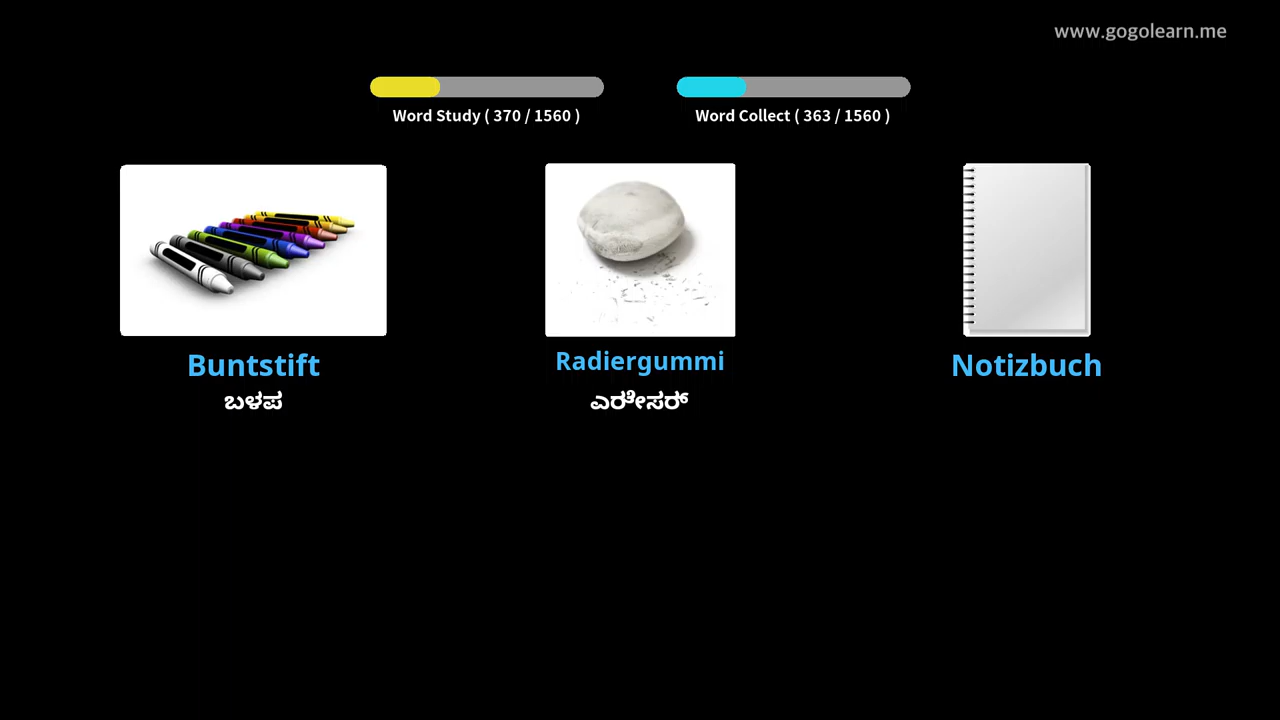 www.gogolearn.me
Word Study ( 370 / 1560 )
Word Collect ( 363 / 1560 )
Buntstift
Radiergummi
Notizbuch
ಬಳಪ
ಎರೇಸರ್